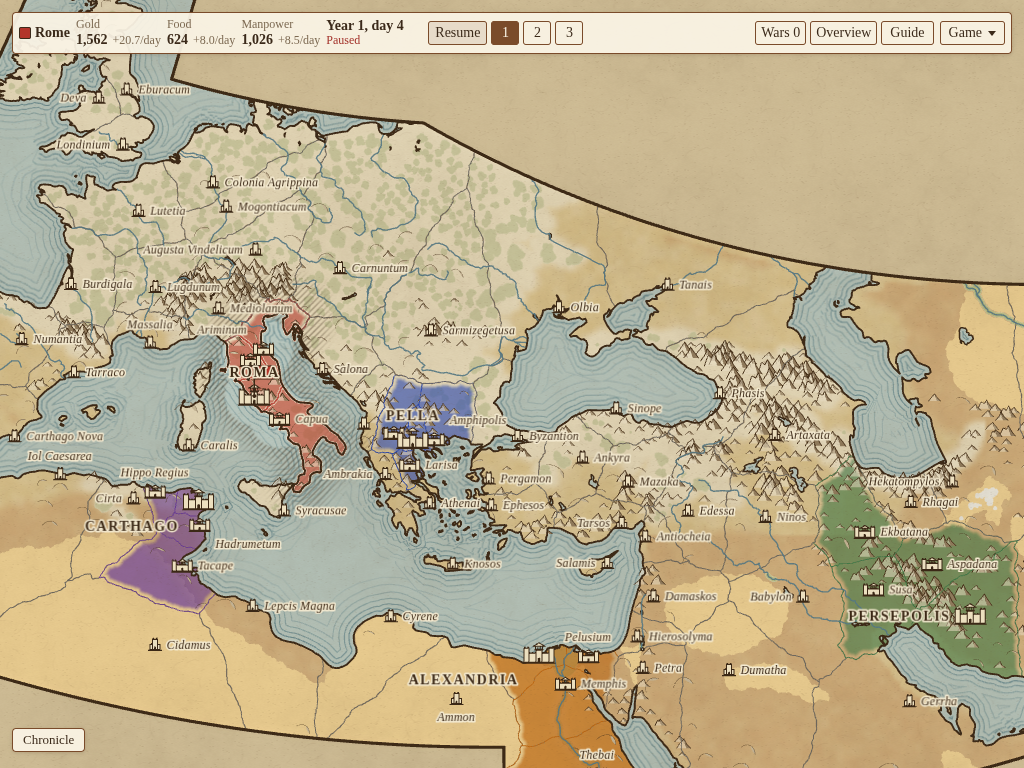 Rome
Gold
1,562 +20.7/day
Food
624 +8.0/day
Manpower
1,026 +8.5/day
Year 1, day 4
Paused
Resume
1
2
3
Wars 0
Overview
Guide
Game
Deva
Eburacum
Londinium
Colonia Agrippina
Lutetia
Mogontiacum
Augusta Vindelicum
Carnuntum
Burdigala
Lugdunum
Tanais
Mediolanum
Olbia
Massalia
Ariminum
Sarmizegetusa
Numantia
Tarraco
ROMA
Salona
Phasis
Sinope
Capua
PELLA
Amphipolis
Carthago Nova
Caralis
Byzantion
Artaxata
Iol Caesarea
Ankyra
Hippo Regius
Ambrakia
Larisa
Pergamon
Mazaka
Hekatompylos
Cirta
Syracusae
Athenai
Ephesos
Edessa
Ninos
Rhagai
CARTHAGO
Tarsos
Hadrumetum
Antiocheia
Ekbatana
Tacape
Knosos
Salamis
Aspadana
Susa
Lepcis Magna
Cyrene
Damaskos
Babylon
PERSEPOLIS
Cidamus
Pelusium
Hierosolyma
ALEXANDRIA
Memphis
Petra
Dumatha
Ammon
Gerrha
Thebai
Chronicle